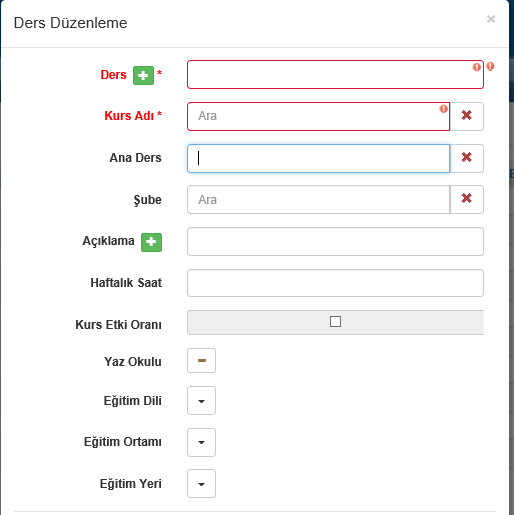 Ders Düzenleme ×
Ders + *
Kurs Adı * Ara
Ana Ders
Şube Ara
Açıklama +
Haftalık Saat
Kurs Etki Oranı
Yaz Okulu
Eğitim Dili
Eğitim Ortamı
Eğitim Yeri